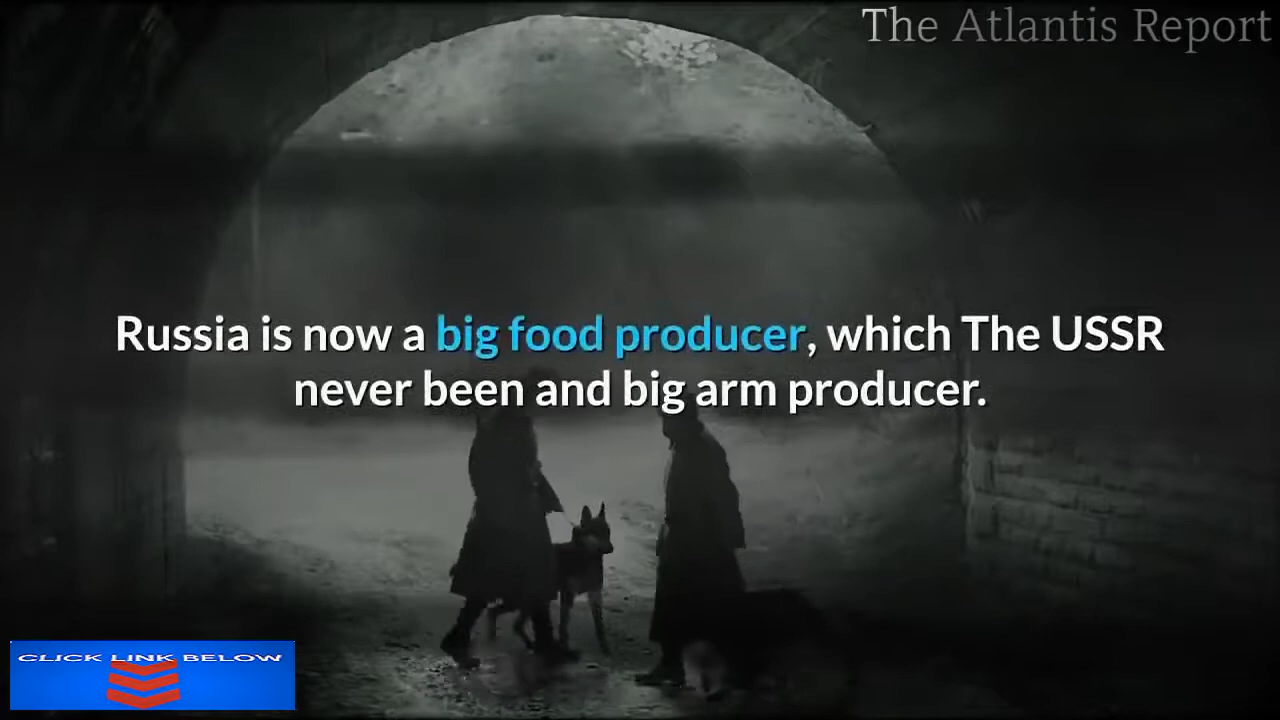 The Atlantis Report
Russia is now a big food producer, which The USSR
never been and big arm producer.
CLICK LINK BELOW